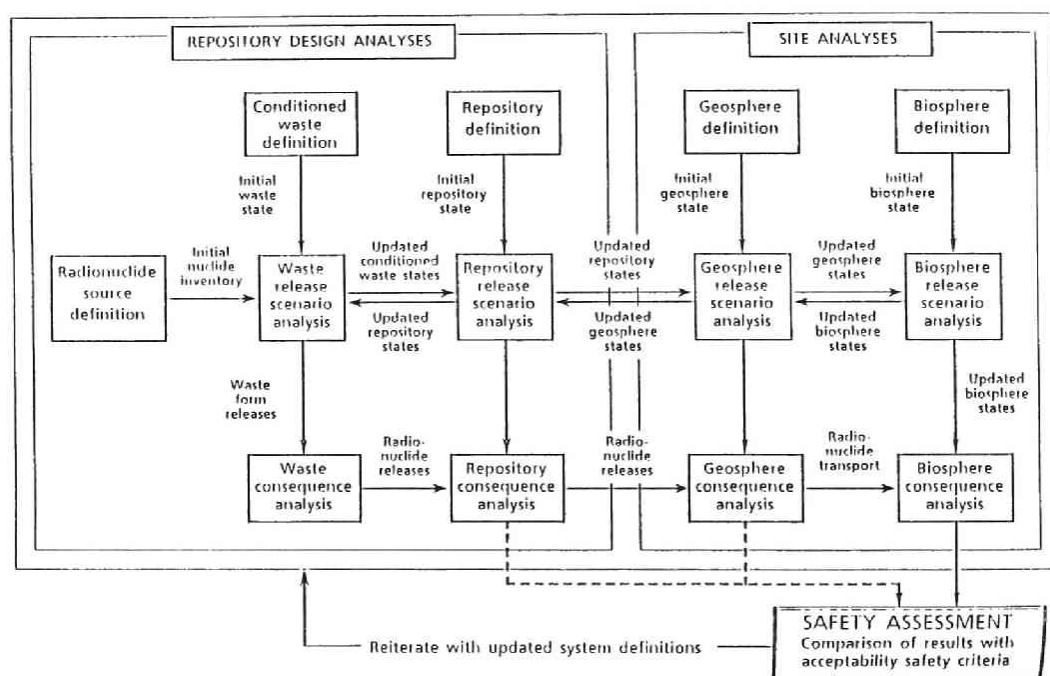 REPOSITORY DESIGN ANALYSES
SITE ANALYSES
Conditioned
waste
definition
Repository
definition
Geosphere
definition
Biosphere
definition
Initial
waste
state
Initial
repository
state
Initial
geosphere
state
Initial
biosphere
state
Radionuclide
source
definition
Initial
nuclide
inventory
Waste
release
scenario
analysis
Updated
conditioned
waste states
Updated
repository
states
Repository
release
scenario
analysis
Updated
repository
states
Updated
geosphere
states
Geosphere
release
scenario
analysis
Updated
geosphere
states
Updated
biosphere
states
Biosphere
release
scenario
analysis
Waste
form
releases
Updated
biosphere
states
Waste
consequence
analysis
Radio-
nuclide
releases
Repository
consequence
analysis
Radio-
nuclide
releases
Geosphere
consequence
analysis
Radio-
nuclide
transport
Biosphere
consequence
analysis
Reiterate with updated system definitions
SAFETY ASSESSMENT
Comparison of results with
acceptability safety criteria